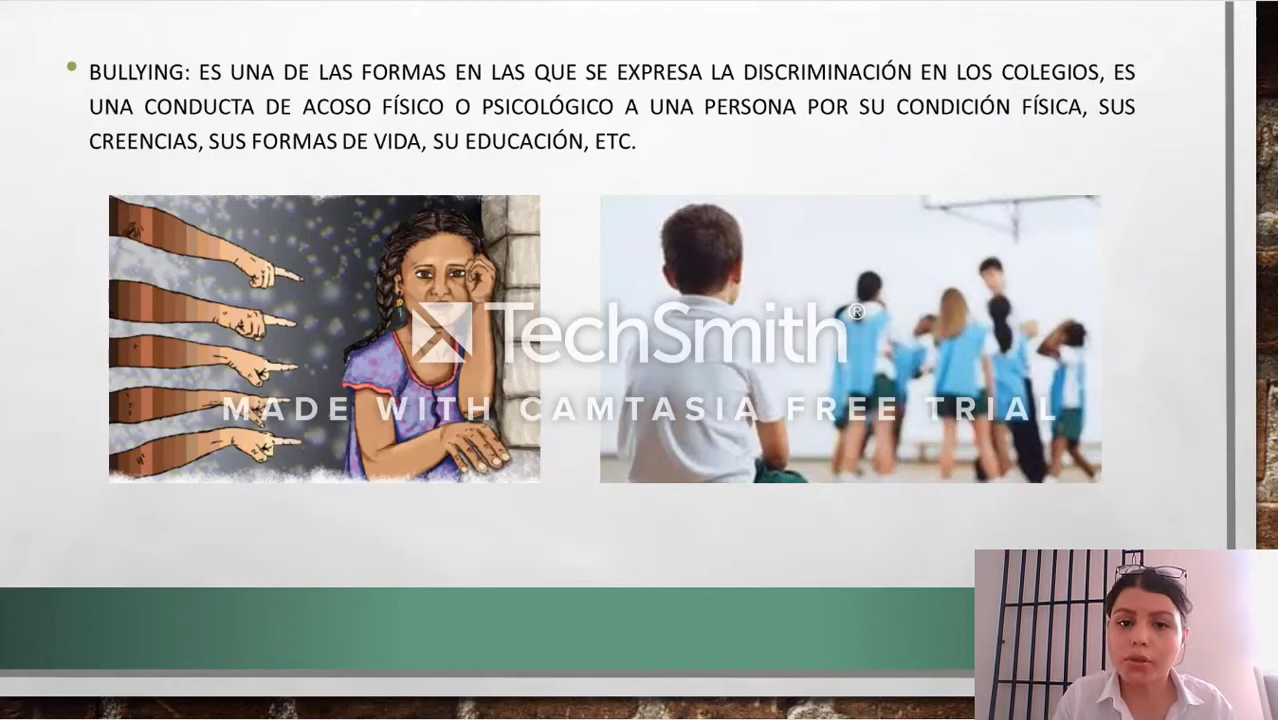 BULLYING: ES UNA DE LAS FORMAS EN LAS QUE SE EXPRESA LA DISCRIMINACIÓN EN LOS COLEGIOS, ES
UNA CONDUCTA DE ACOSO FÍSICO O PSICOLÓGICO A UNA PERSONA POR SU CONDICIÓN FÍSICA, SUS
CREENCIAS, SUS FORMAS DE VIDA, SU EDUCACIÓN, ETC.
TechSmith®
MADE WITH CAMTASIA FREE TRIAL